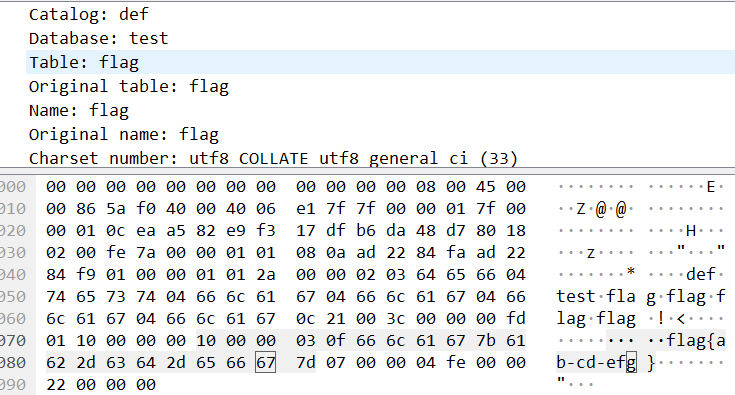 Catalog: def
Database: test
Table: flag
Original table: flag
Name: flag
Original name: flag
Charset number: utf8 COLLATE utf8 general ci (33)
000 00 00 00 00 00 00 00 00 00 00 00 00 08 00 45 00 ········ ······E·
010 00 86 5a f0 40 00 40 06 e1 7f 7f 00 00 01 7f 00 ··Z·@·@· ········
020 00 01 0c ea a5 82 e9 f3 17 df b6 da 48 d7 80 18 ········ ····H···
030 02 00 fe 7a 00 00 01 01 08 0a ad 22 84 fa ad 22 ···z···· ···"···"
040 84 f9 01 00 00 01 01 2a 00 00 02 03 64 65 66 04 ·······* ····def·
050 74 65 73 74 04 66 6c 61 67 04 66 6c 61 67 04 66 test·fla g·flag·f
060 6c 61 67 04 66 6c 61 67 0c 21 00 3c 00 00 00 fd lag·flag ·!·<····
070 01 10 00 00 00 10 00 00 03 0f 66 6c 61 67 7b 61 ········ ··flag{a
080 62 2d 63 64 2d 65 66 67 7d 07 00 00 04 fe 00 00 b-cd-efg }·······
090 22 00 00 00 "···